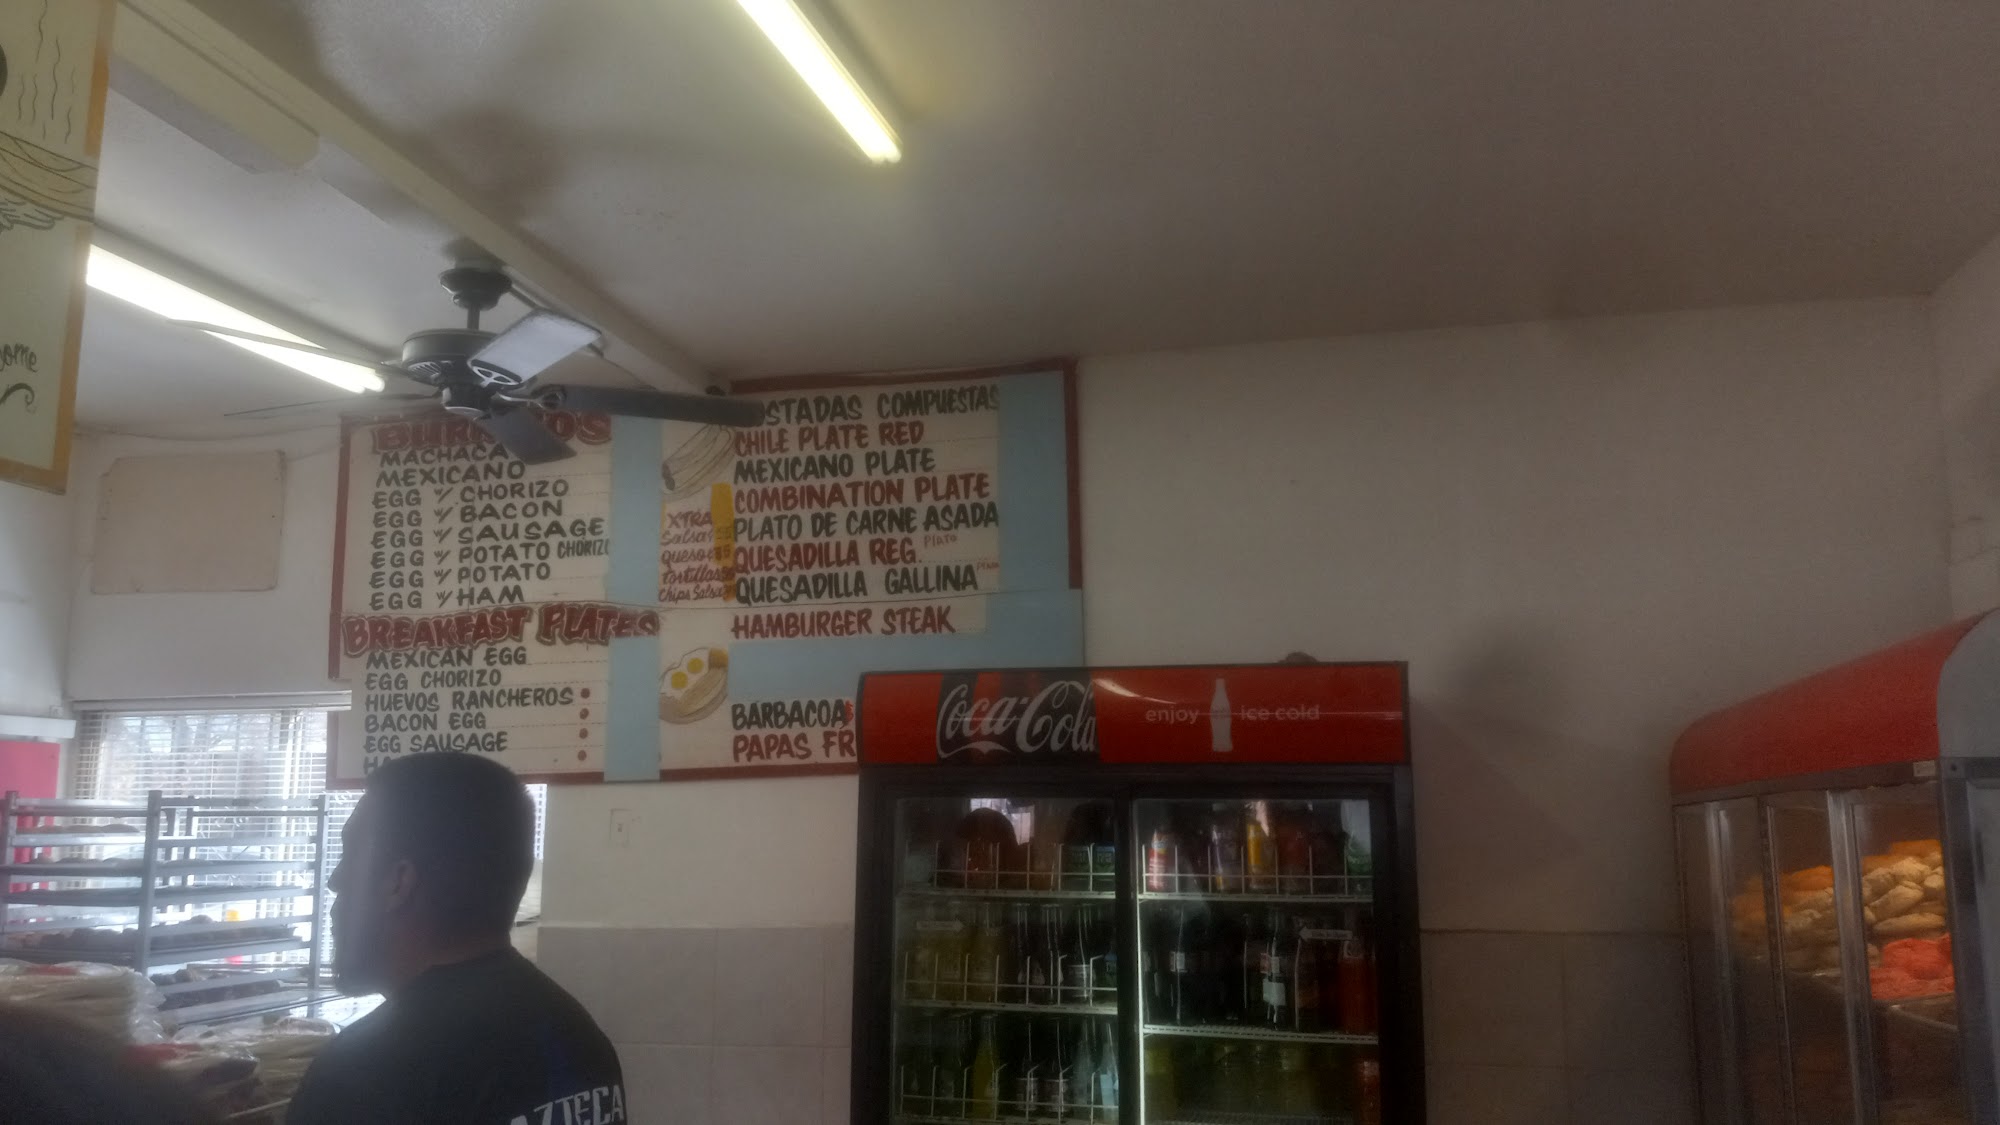 ome
BURRITOS
MACHACA
MEXICANO
EGG W/ CHORIZO
EGG W/ BACON
EGG W/ SAUSAGE
EGG W/ POTATO CHORIZO
EGG W/ POTATO
EGG W/ HAM
BREAKFAST PLATES
MEXICAN EGG
EGG CHORIZO
HUEVOS RANCHEROS
BACON EGG
EGG SAUSAGE
XTRA
Salsa
queso
tortillas
Chips Salsa
OSTADAS COMPUESTAS
CHILE PLATE RED
MEXICANO PLATE
COMBINATION PLATE
PLATO DE CARNE ASADA
QUESADILLA REG. Plato
QUESADILLA GALLINA Plato
HAMBURGER STEAK
BARBACOA
PAPAS FR
Coca-Cola
enjoy ice cold
AZTECA